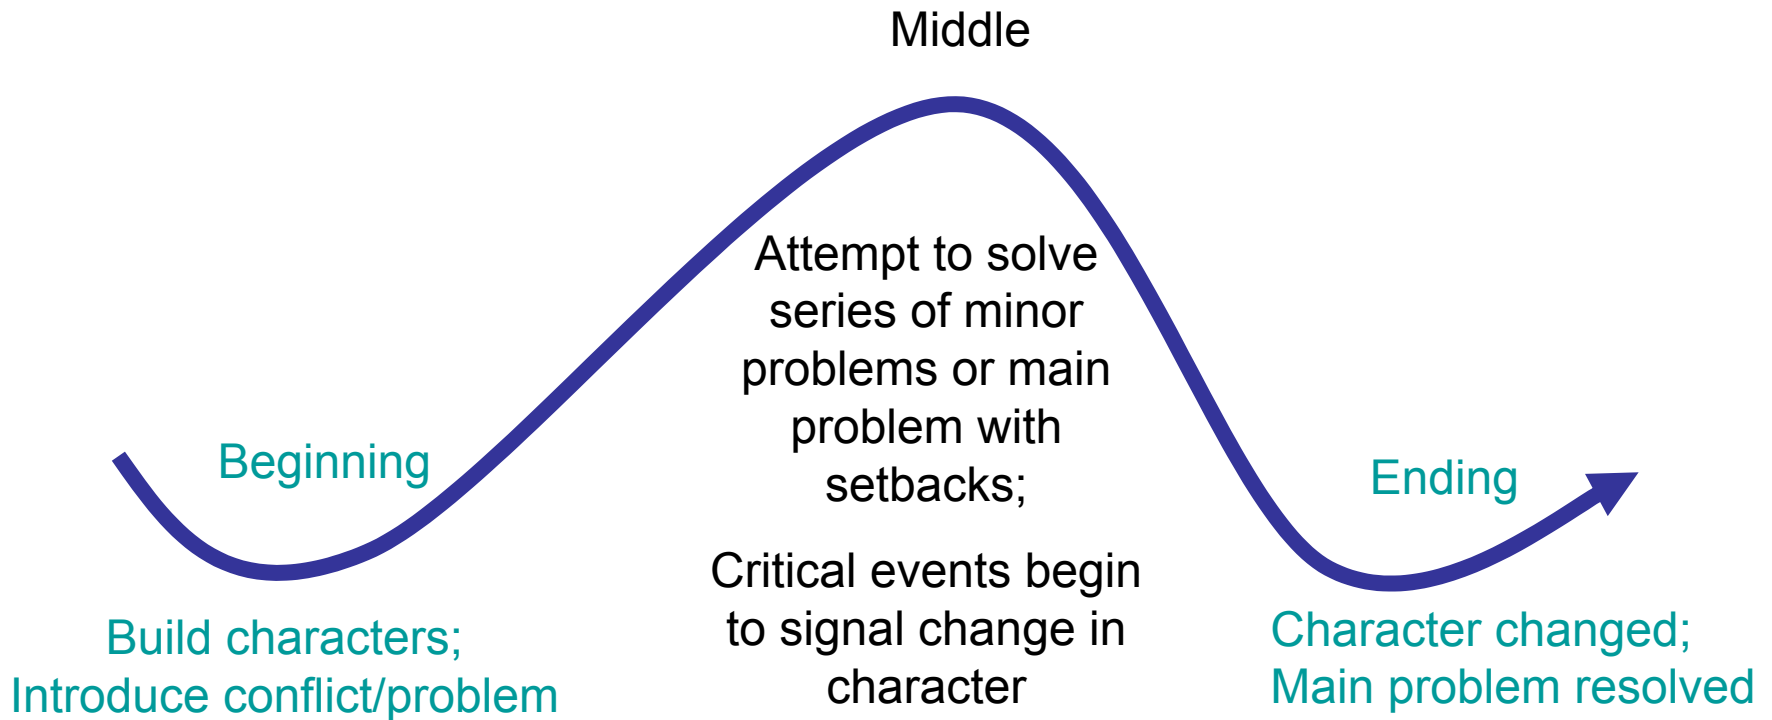 Middle
Attempt to solve
series of minor
problems or main
problem with
setbacks;
Critical events begin
to signal change in
character
Beginning
Build characters;
Introduce conflict/problem
Ending
Character changed;
Main problem resolved